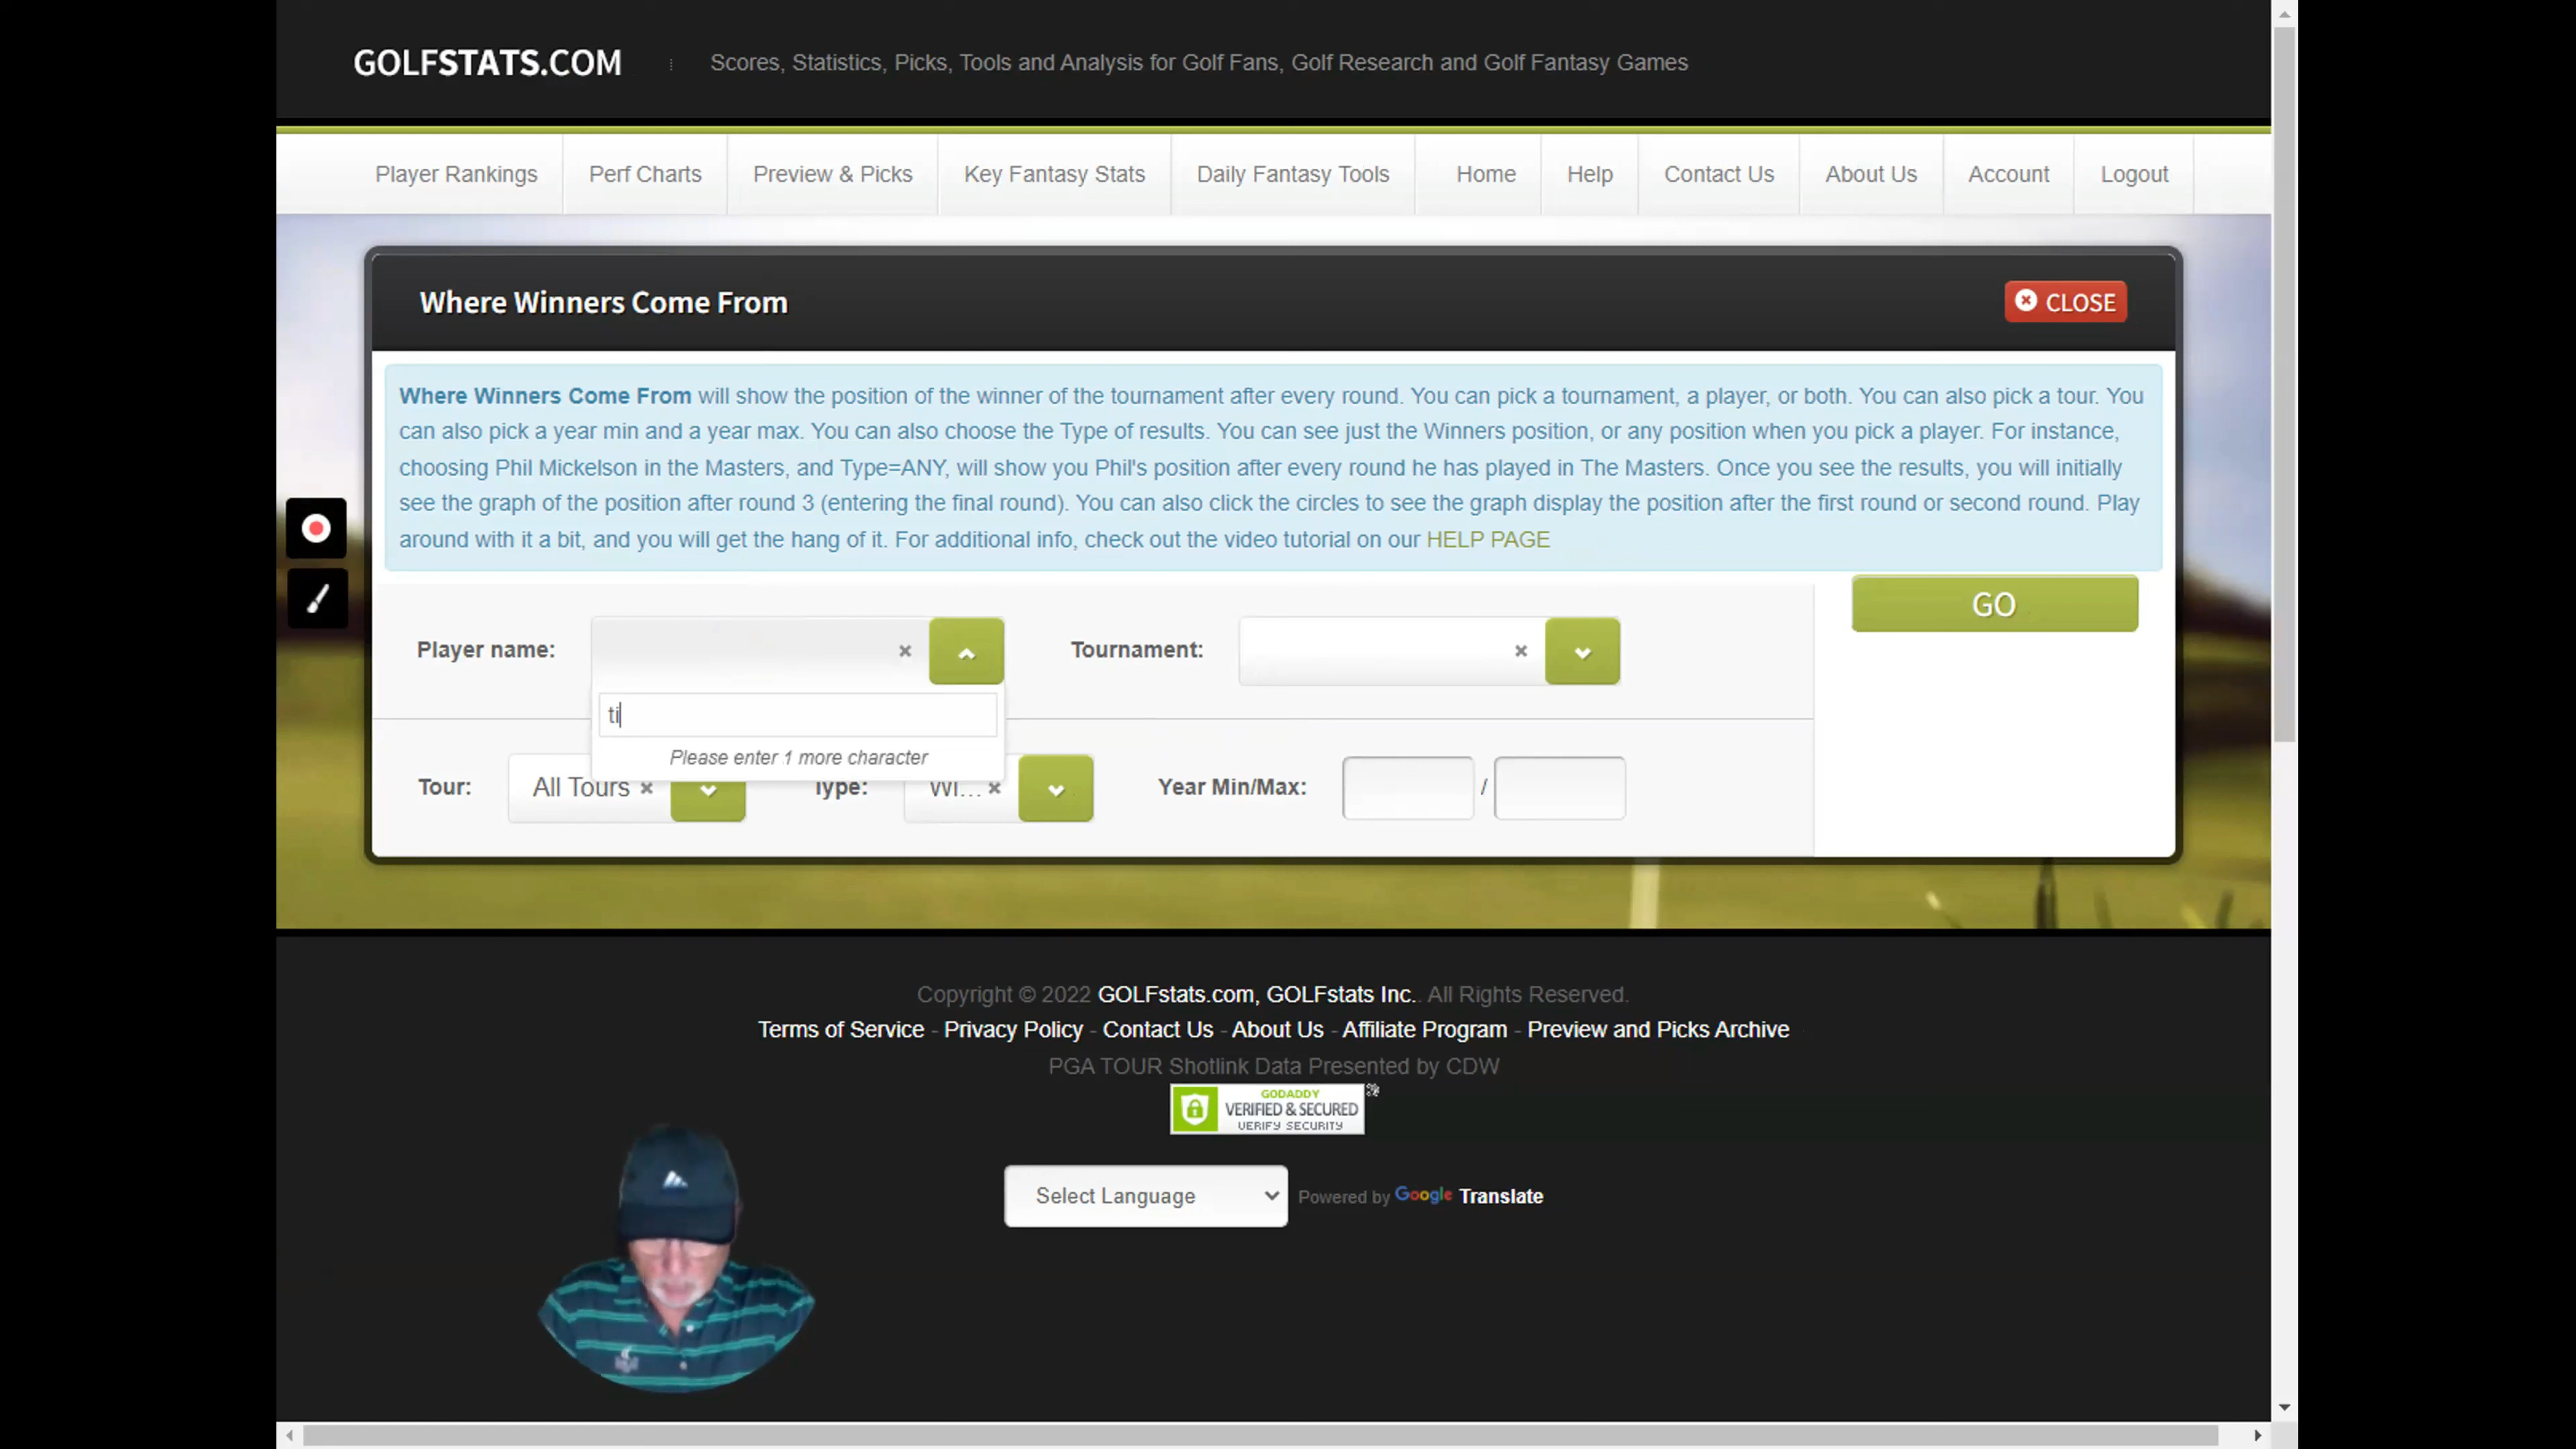 GOLFSTATS.COM
Scores, Statistics, Picks, Tools and Analysis for Golf Fans, Golf Research and Golf Fantasy Games
Player Rankings
Perf Charts
Preview & Picks
Key Fantasy Stats
Daily Fantasy Tools
Home
Help
Contact Us
About Us
Account
Logout
Where Winners Come From
CLOSE
Where Winners Come From will show the position of the winner of the tournament after every round. You can pick a tournament, a player, or both. You can also pick a tour. You
can also pick a year min and a year max. You can also choose the Type of results. You can see just the Winners position, or any position when you pick a player. For instance,
choosing Phil Mickelson in the Masters, and Type=ANY, will show you Phil's position after every round he has played in The Masters. Once you see the results, you will initially
see the graph of the position after round 3 (entering the final round). You can also click the circles to see the graph display the position after the first round or second round. Play
around with it a bit, and you will get the hang of it. For additional info, check out the video tutorial on our HELP PAGE
GO
Player name:
Tournament:
ti
Please enter 1 more character
Tour:
All Tours
Type:
Wi...
Year Min/Max:
/
Copyright © 2022 GOLFstats.com, GOLFstats Inc.. All Rights Reserved.
Terms of Service - Privacy Policy - Contact Us - About Us - Affiliate Program - Preview and Picks Archive
PGA TOUR Shotlink Data Presented by CDW
GODADDY
VERIFIED & SECURED
VERIFY SECURITY
Select Language
Powered by Google Translate